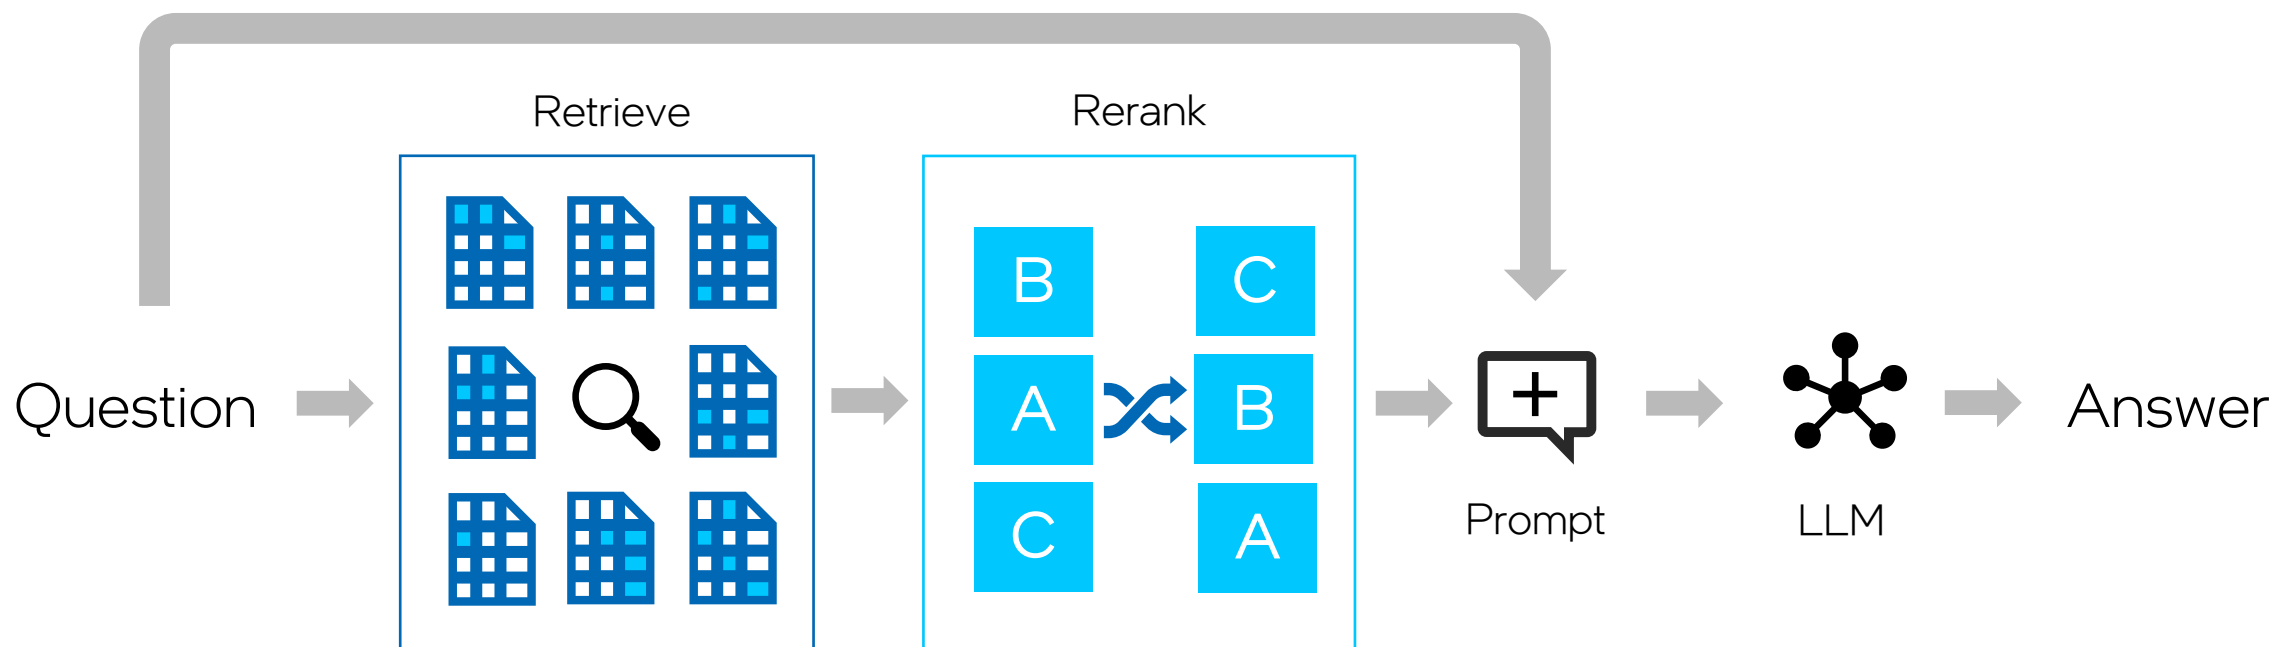 Retrieve
Rerank
B
C
Question
A
B
Answer
C
A
Prompt
LLM